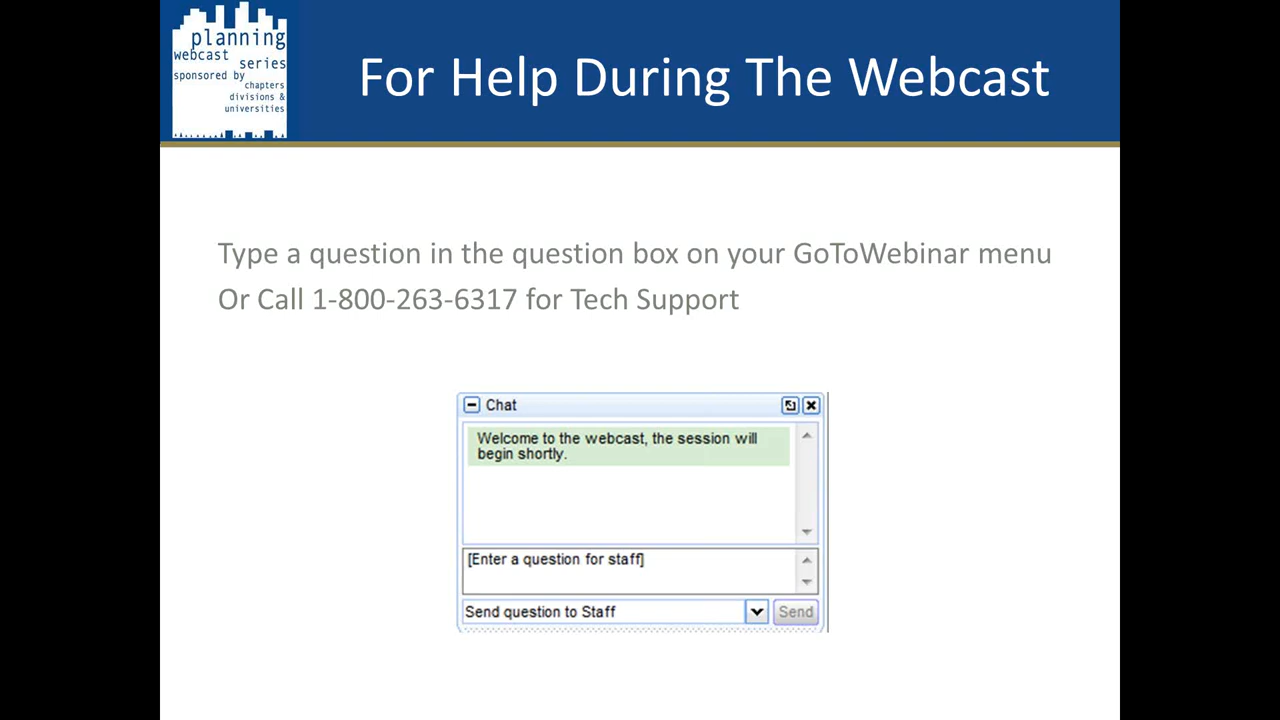 planning
webcast series
sponsored by
chapters
divisions &
universities
For Help During The Webcast
Type a question in the question box on your GoToWebinar menu
Or Call 1-800-263-6317 for Tech Support
Chat
Welcome to the webcast, the session will
begin shortly.
[Enter a question for staff]
Send question to Staff
Send